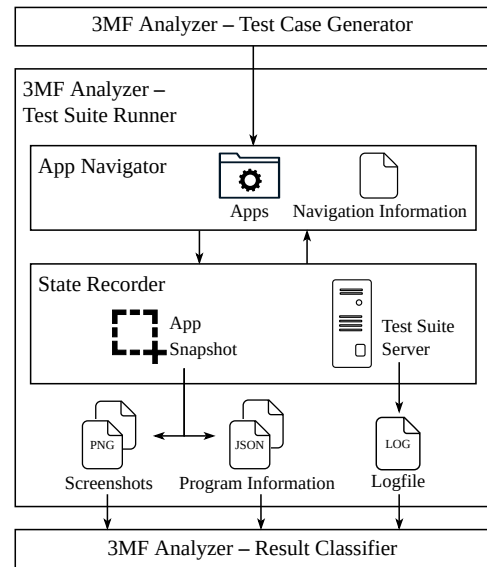 3MF Analyzer – Test Case Generator
3MF Analyzer –
Test Suite Runner
App Navigator
Apps
Navigation Information
State Recorder
App
Snapshot
Test Suite
Server
PNG
JSON
LOG
Screenshots
Program Information
Logfile
3MF Analyzer – Result Classifier